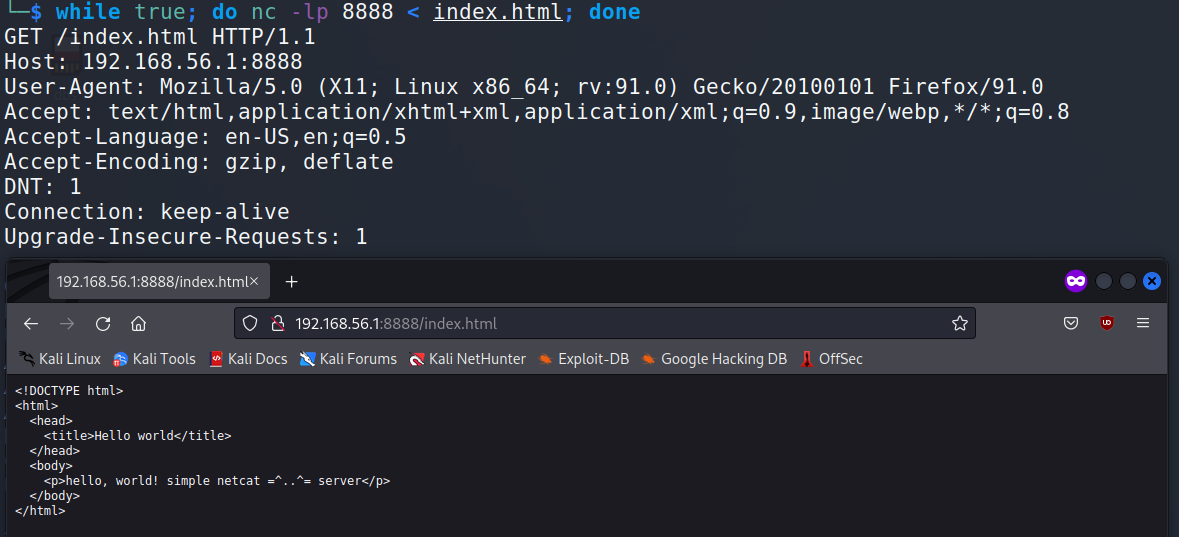 └─$ while true; do nc -lp 8888 < index.html; done
GET /index.html HTTP/1.1
Host: 192.168.56.1:8888
User-Agent: Mozilla/5.0 (X11; Linux x86_64; rv:91.0) Gecko/20100101 Firefox/91.0
Accept: text/html,application/xhtml+xml,application/xml;q=0.9,image/webp,*/*;q=0.8
Accept-Language: en-US,en;q=0.5
Accept-Encoding: gzip, deflate
DNT: 1
Connection: keep-alive
Upgrade-Insecure-Requests: 1
192.168.56.1:8888/index.html
192.168.56.1:8888/index.html
Kali Linux Kali Tools Kali Docs Kali Forums Kali NetHunter Exploit-DB Google Hacking DB OffSec
<!DOCTYPE html>
<html>
  <head>
    <title>Hello world</title>
  </head>
  <body>
    <p>hello, world! simple netcat =^..^= server</p>
  </body>
</html>